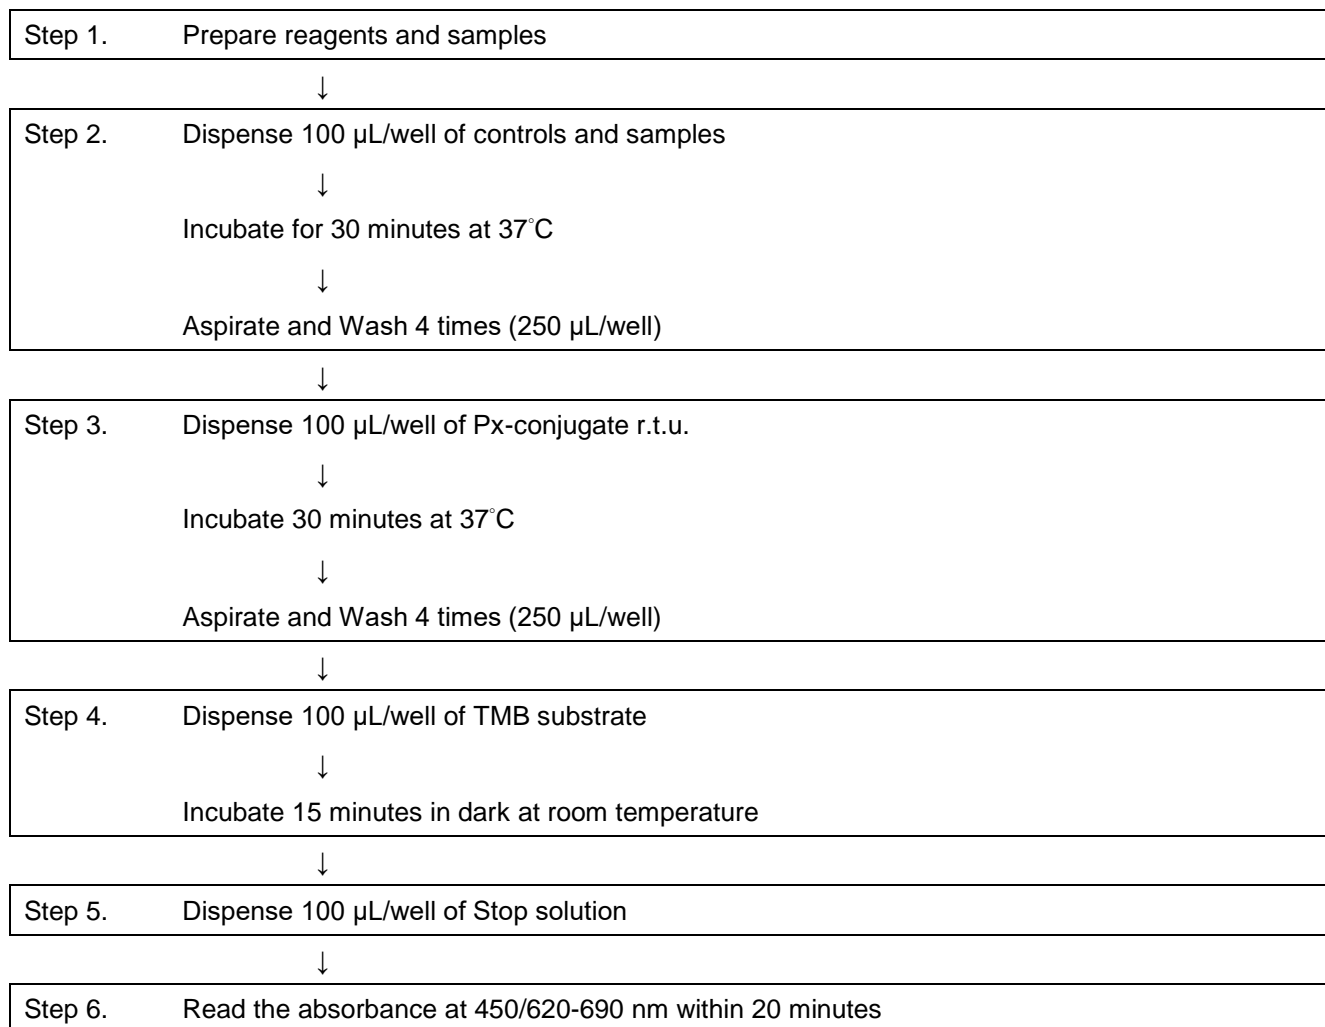 Step 1. Prepare reagents and samples
↓
Step 2. Dispense 100 µL/well of controls and samples
↓
Incubate for 30 minutes at 37°C
↓
Aspirate and Wash 4 times (250 µL/well)
↓
Step 3. Dispense 100 µL/well of Px-conjugate r.t.u.
↓
Incubate 30 minutes at 37°C
↓
Aspirate and Wash 4 times (250 µL/well)
↓
Step 4. Dispense 100 µL/well of TMB substrate
↓
Incubate 15 minutes in dark at room temperature
↓
Step 5. Dispense 100 µL/well of Stop solution
↓
Step 6. Read the absorbance at 450/620-690 nm within 20 minutes